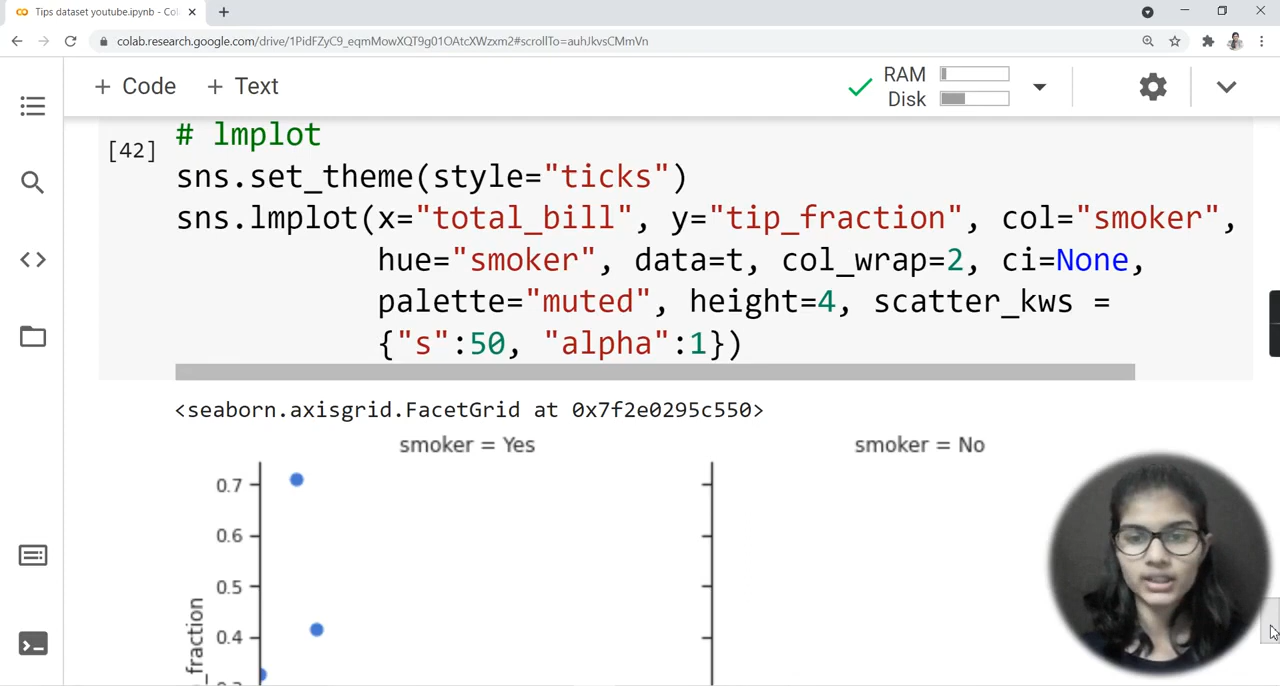 Tips dataset youtube.ipynb - Col
colab.research.google.com/drive/1PidFZyC9_eqmMowXQT9g01OAtcXWzxm2#scrollTo=auhJkvsCMmVn
+ Code + Text
RAM
Disk
[42]
# lmplot
sns.set_theme(style="ticks")
sns.lmplot(x="total_bill", y="tip_fraction", col="smoker",
hue="smoker", data=t, col_wrap=2, ci=None,
palette="muted", height=4, scatter_kws =
{"s":50, "alpha":1})
<seaborn.axisgrid.FacetGrid at 0x7f2e0295c550>
smoker = Yes
smoker = No
0.7
0.6
0.5
0.4
_fraction